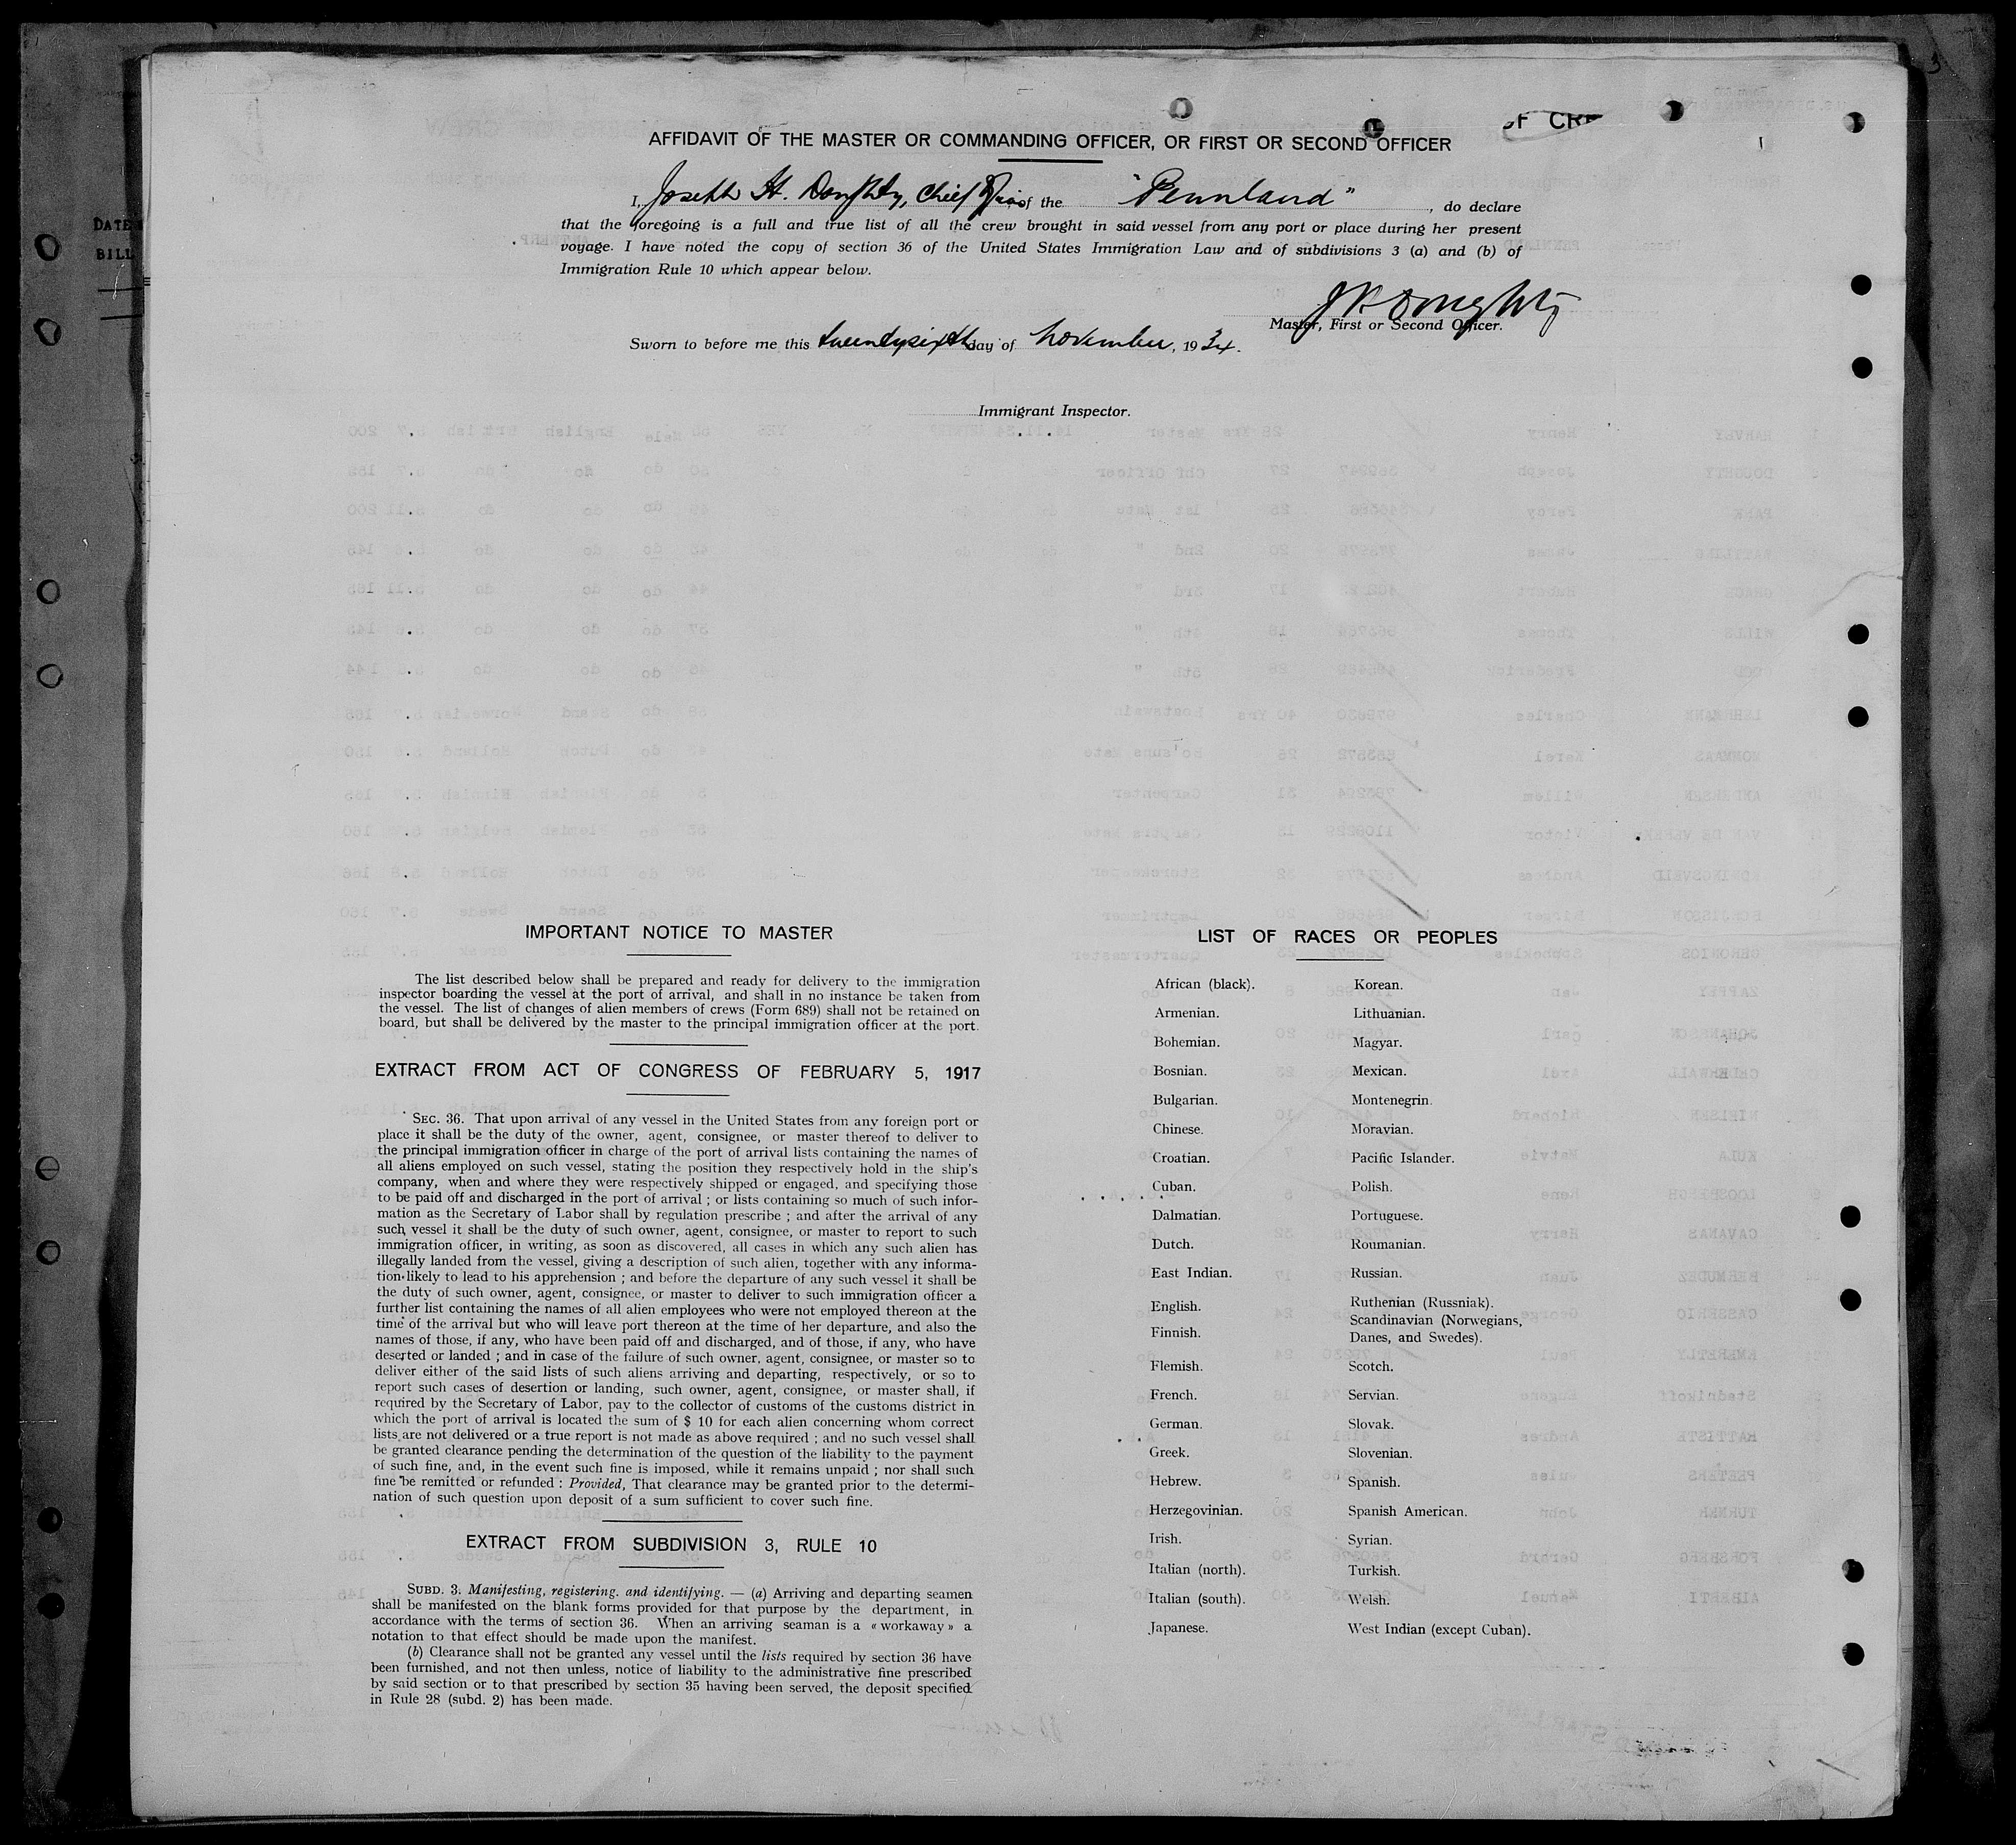 OF CRE
AFFIDAVIT OF THE MASTER OR COMMANDING OFFICER, OR FIRST OR SECOND OFFICER
I, Joseph H. Doughty, Chief of the "Pennland", do declare
that the foregoing is a full and true list of all the crew brought in said vessel from any port or place during her present
voyage. I have noted the copy of section 36 of the United States Immigration Law and of subdivisions 3 (a) and (b) of
Immigration Rule 10 which appear below.
J H Doughty
Master, First or Second Officer.
Sworn to before me this twentysixth day of November, 1934.
Immigrant Inspector.
DATE
BILL
IMPORTANT NOTICE TO MASTER
The list described below shall be prepared and ready for delivery to the immigration
inspector boarding the vessel at the port of arrival, and shall in no instance be taken from
the vessel. The list of changes of alien members of crews (Form 689) shall not be retained on
board, but shall be delivered by the master to the principal immigration officer at the port.
EXTRACT FROM ACT OF CONGRESS OF FEBRUARY 5, 1917
SEC. 36. That upon arrival of any vessel in the United States from any foreign port or
place it shall be the duty of the owner, agent, consignee, or master thereof to deliver to
the principal immigration officer in charge of the port of arrival lists containing the names of
all aliens employed on such vessel, stating the position they respectively hold in the ship's
company, when and where they were respectively shipped or engaged, and specifying those
to be paid off and discharged in the port of arrival ; or lists containing so much of such infor-
mation as the Secretary of Labor shall by regulation prescribe ; and after the arrival of any
such vessel it shall be the duty of such owner, agent, consignee, or master to report to such
immigration officer, in writing, as soon as discovered, all cases in which any such alien has
illegally landed from the vessel, giving a description of such alien, together with any informa-
tion likely to lead to his apprehension ; and before the departure of any such vessel it shall be
the duty of such owner, agent, consignee, or master to deliver to such immigration officer a
further list containing the names of all alien employees who were not employed thereon at the
time of the arrival but who will leave port thereon at the time of her departure, and also the
names of those, if any, who have been paid off and discharged, and of those, if any, who have
deserted or landed ; and in case of the failure of such owner, agent, consignee, or master so to
deliver either of the said lists of such aliens arriving and departing, respectively, or so to
report such cases of desertion or landing, such owner, agent, consignee, or master shall, if
required by the Secretary of Labor, pay to the collector of customs of the customs district in
which the port of arrival is located the sum of $ 10 for each alien concerning whom correct
lists are not delivered or a true report is not made as above required ; and no such vessel shall
be granted clearance pending the determination of the question of the liability to the payment
of such fine, and, in the event such fine is imposed, while it remains unpaid ; nor shall such
fine be remitted or refunded : Provided, That clearance may be granted prior to the determi-
nation of such question upon deposit of a sum sufficient to cover such fine.
EXTRACT FROM SUBDIVISION 3, RULE 10
SUBD. 3. Manifesting, registering, and identifying. — (a) Arriving and departing seamen
shall be manifested on the blank forms provided for that purpose by the department, in
accordance with the terms of section 36. When an arriving seaman is a « workaway » a
notation to that effect should be made upon the manifest.
(b) Clearance shall not be granted any vessel until the lists required by section 36 have
been furnished, and not then unless, notice of liability to the administrative fine prescribed
by said section or to that prescribed by section 35 having been served, the deposit specified
in Rule 28 (subd. 2) has been made.
LIST OF RACES OR PEOPLES
African (black).
Armenian.
Bohemian.
Bosnian.
Bulgarian.
Chinese.
Croatian.
Cuban.
Dalmatian.
Dutch.
East Indian.
English.
Finnish.
Flemish.
French.
German.
Greek.
Hebrew.
Herzegovinian.
Irish.
Italian (north).
Italian (south).
Japanese.
Korean.
Lithuanian.
Magyar.
Mexican.
Montenegrin.
Moravian.
Pacific Islander.
Polish.
Portuguese.
Roumanian.
Russian.
Ruthenian (Russniak).
Scandinavian (Norwegians,
Danes, and Swedes).
Scotch.
Servian.
Slovak.
Slovenian.
Spanish.
Spanish American.
Syrian.
Turkish.
Welsh.
West Indian (except Cuban).